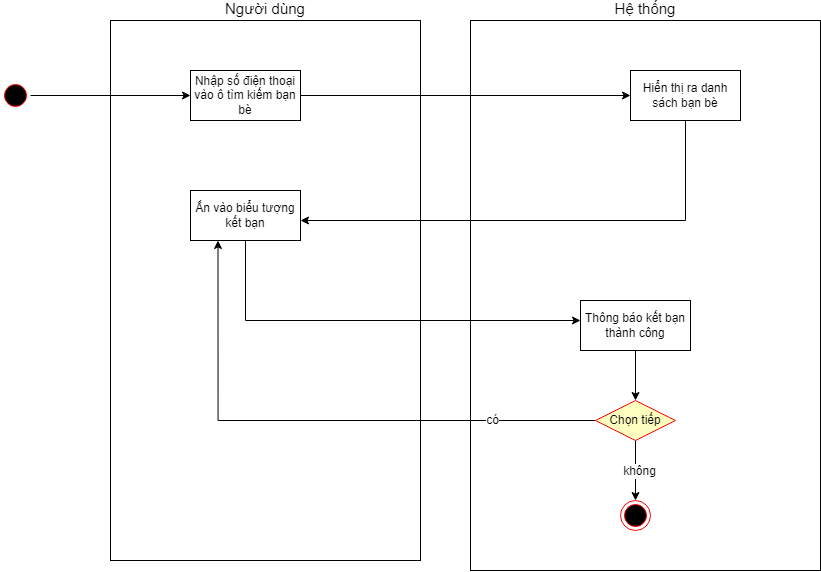 Người dùng
Hệ thống
Nhập số điện thoại
vào ô tìm kiếm bạn
bè
Hiển thị ra danh
sách bạn bè
Ấn vào biểu tượng
kết bạn
Thông báo kết bạn
thành công
có
Chọn tiếp
không